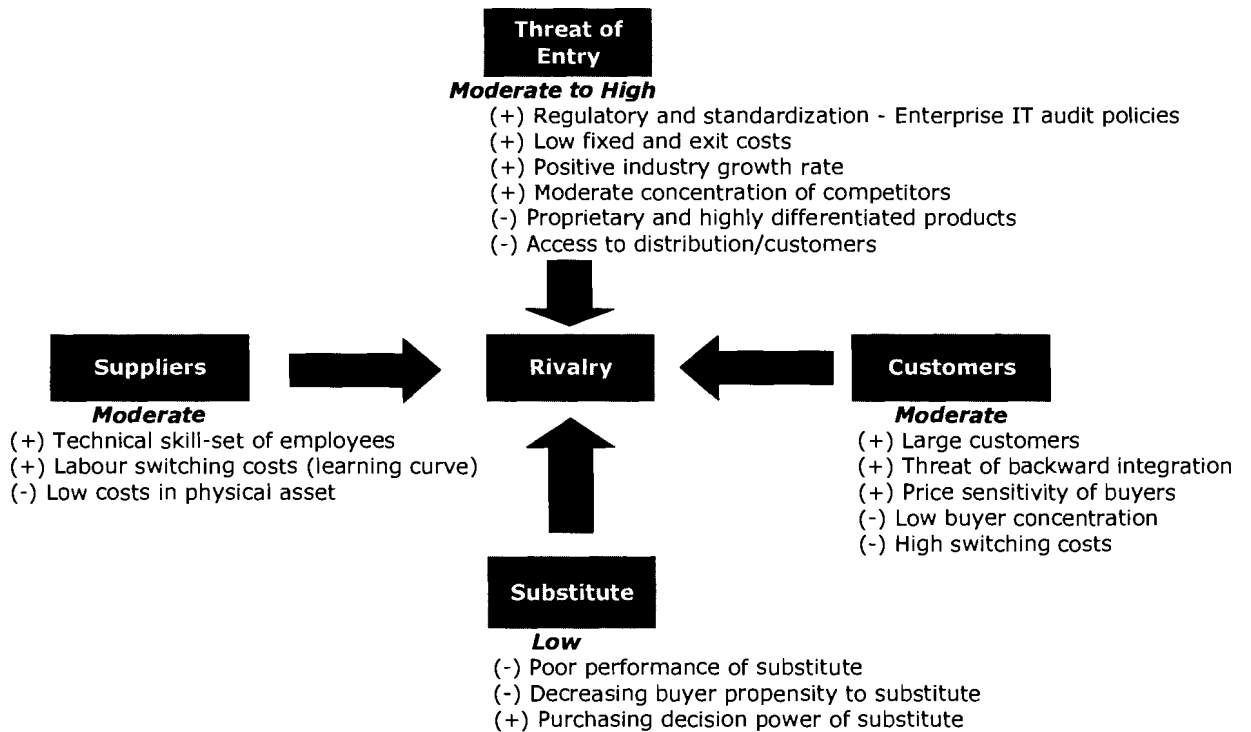 Threat of
Entry
Moderate to High
(+) Regulatory and standardization - Enterprise IT audit policies
(+) Low fixed and exit costs
(+) Positive industry growth rate
(+) Moderate concentration of competitors
(-) Proprietary and highly differentiated products
(-) Access to distribution/customers
Suppliers
Moderate
(+) Technical skill-set of employees
(+) Labour switching costs (learning curve)
(-) Low costs in physical asset
Rivalry
Customers
Moderate
(+) Large customers
(+) Threat of backward integration
(+) Price sensitivity of buyers
(-) Low buyer concentration
(-) High switching costs
Substitute
Low
(-) Poor performance of substitute
(-) Decreasing buyer propensity to substitute
(+) Purchasing decision power of substitute